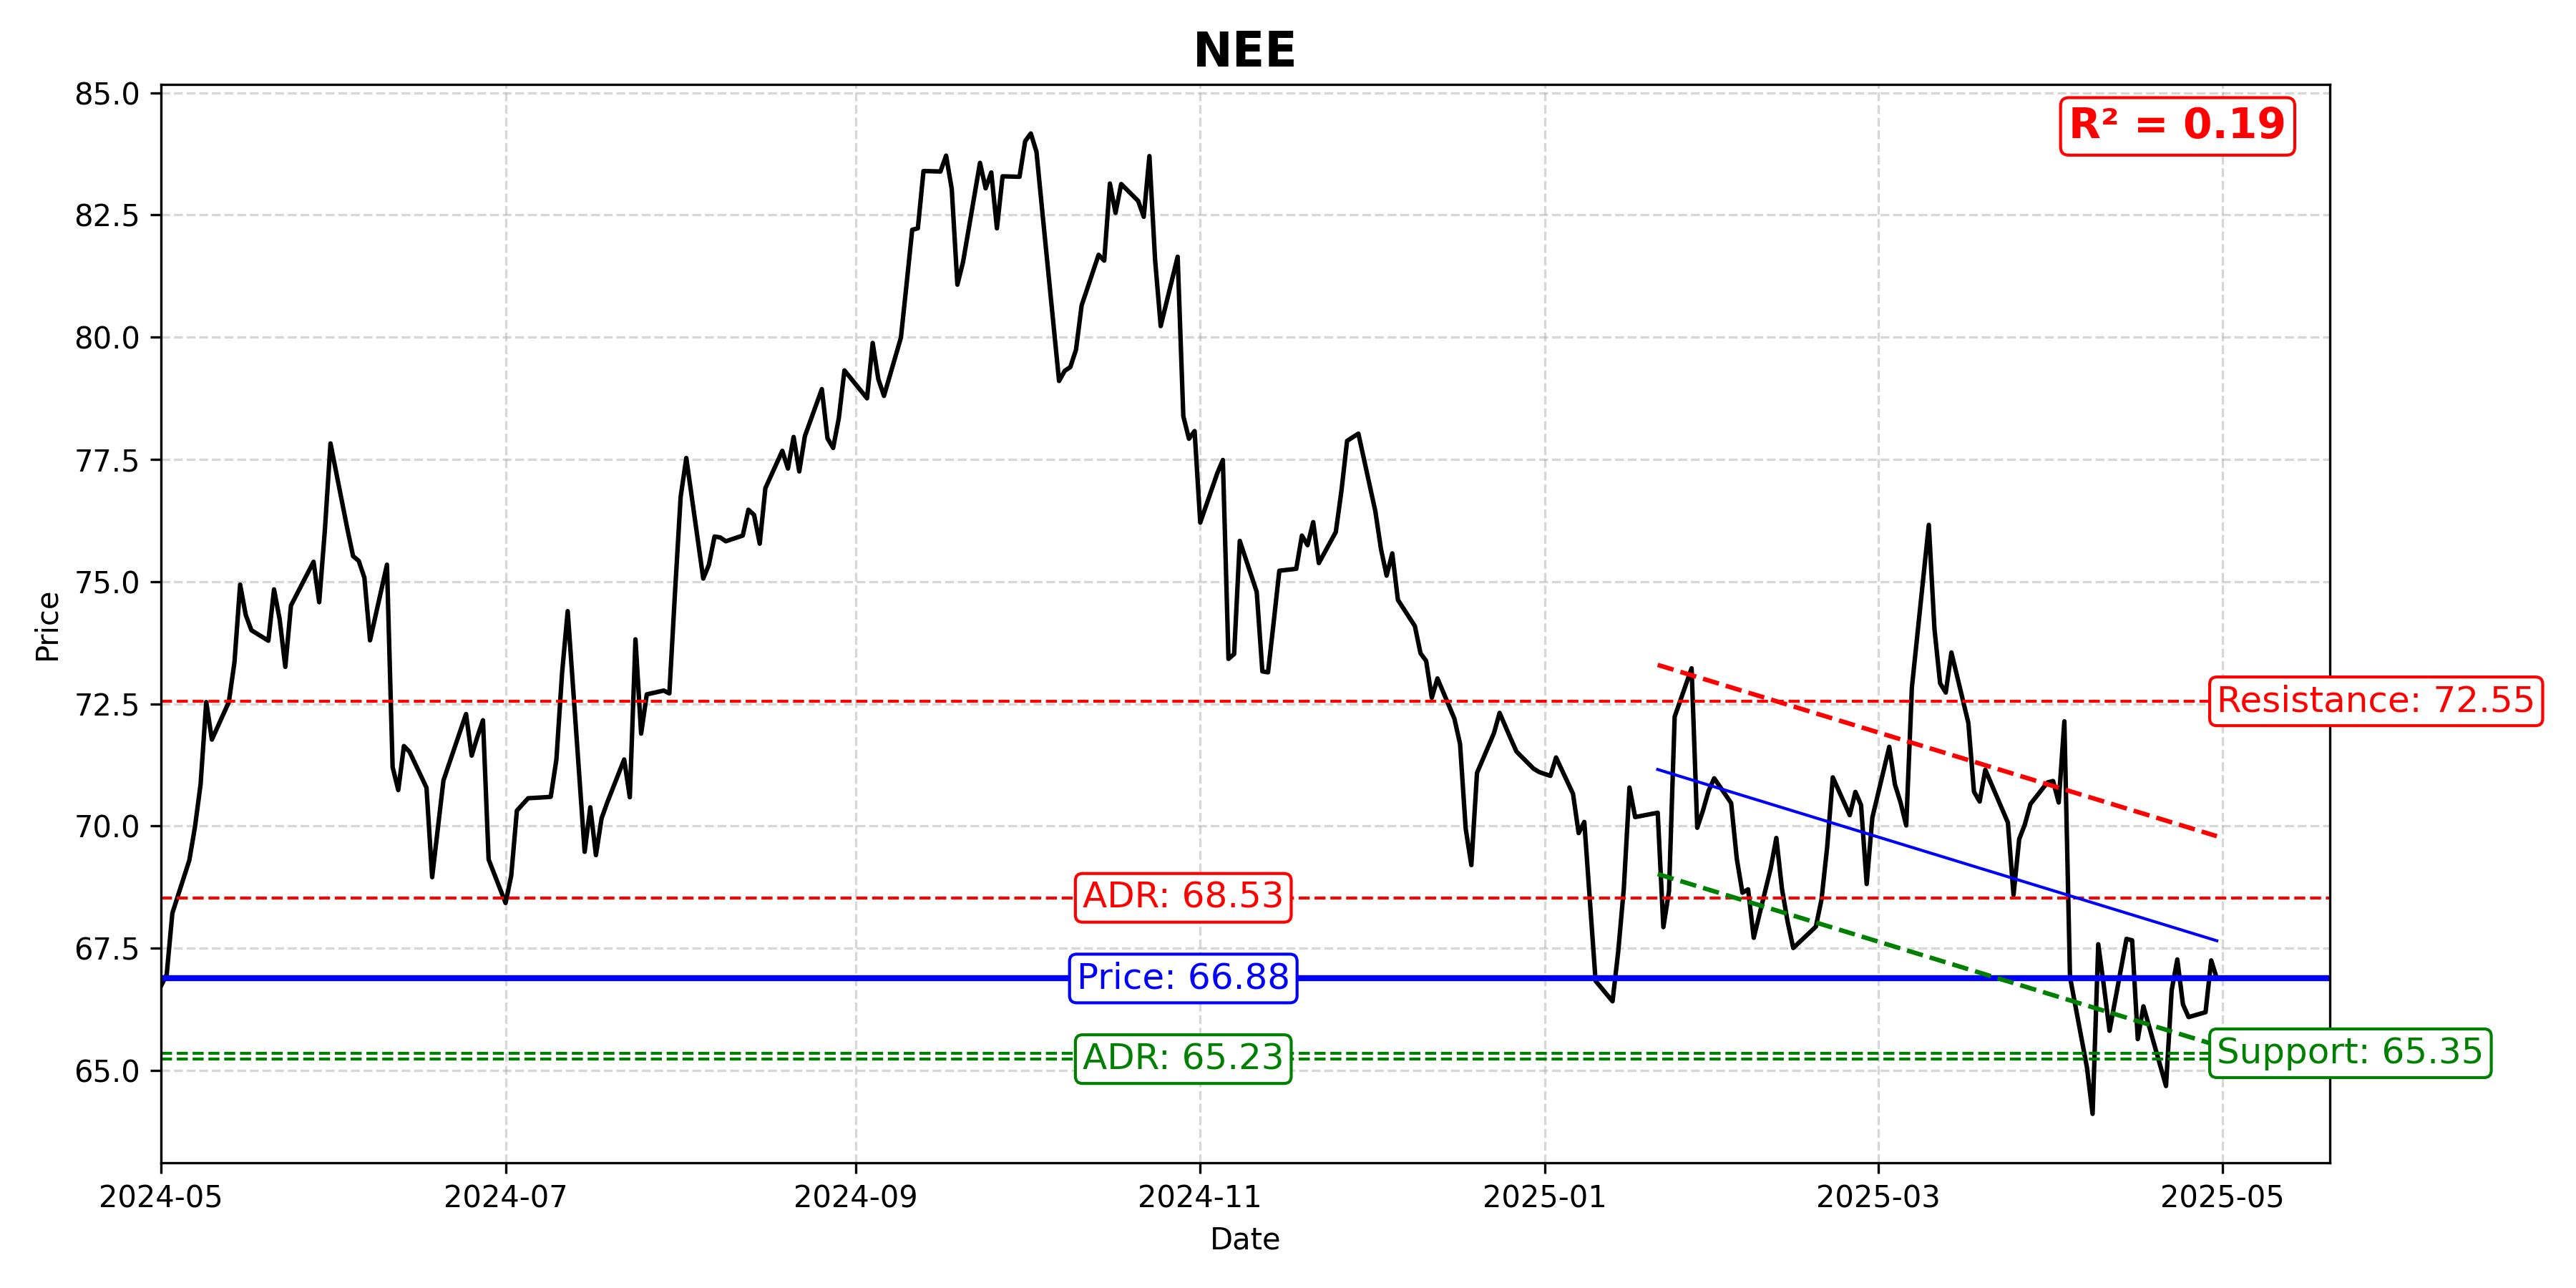 NEE
R² = 0.19
85.0
82.5
80.0
77.5
75.0
72.5
70.0
67.5
65.0
Price
Resistance: 72.55
ADR: 68.53
Price: 66.88
ADR: 65.23
Support: 65.35
2024-05
2024-07
2024-09
2024-11
2025-01
2025-03
2025-05
Date